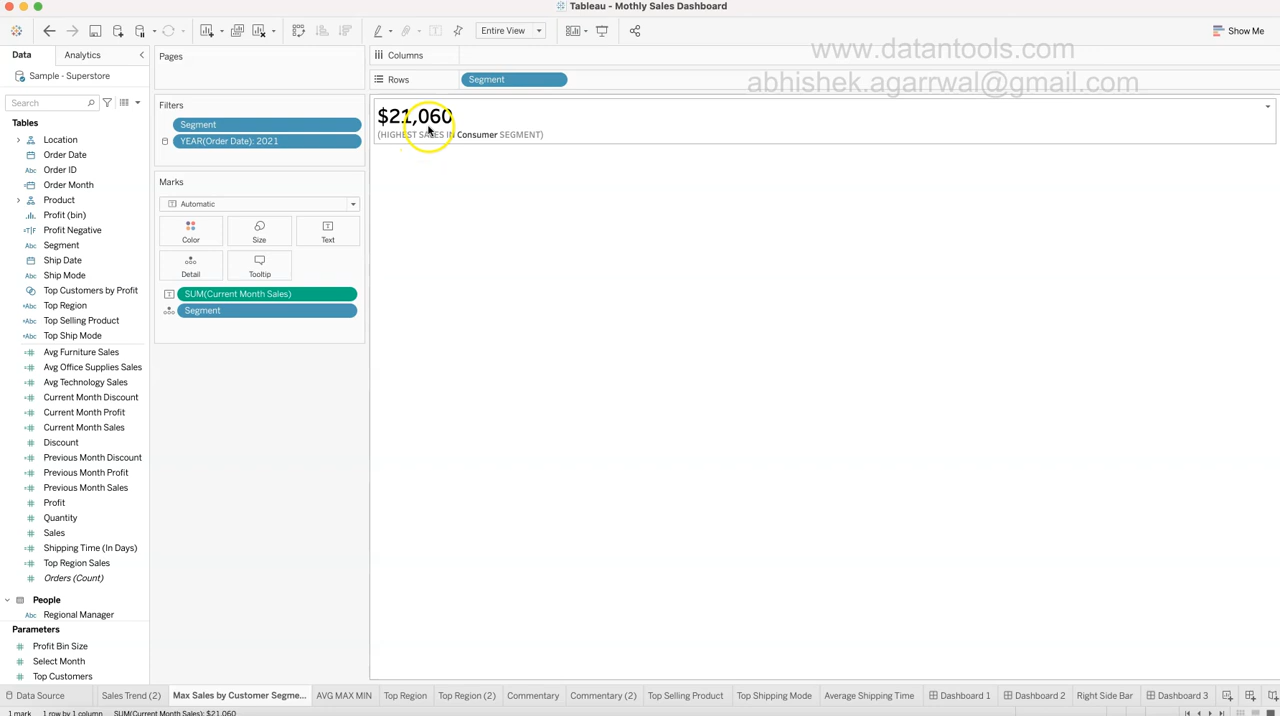 Tableau - Mothly Sales Dashboard
Entire View
Show Me
www.datantools.com
abhishek.agarrwal@gmail.com
Data
Analytics
Sample - Superstore
Search
Tables
Location
Order Date
Order ID
Order Month
Product
Profit (bin)
Profit Negative
Segment
Ship Date
Ship Mode
Top Customers by Profit
Top Region
Top Selling Product
Top Ship Mode
Avg Furniture Sales
Avg Office Supplies Sales
Avg Technology Sales
Current Month Discount
Current Month Profit
Current Month Sales
Discount
Previous Month Discount
Previous Month Profit
Previous Month Sales
Profit
Quantity
Sales
Shipping Time (In Days)
Top Region Sales
Orders (Count)
People
Regional Manager
Parameters
Profit Bin Size
Select Month
Top Customers
Pages
Filters
Segment
YEAR(Order Date): 2021
Marks
Automatic
Color
Size
Text
Detail
Tooltip
SUM(Current Month Sales)
Segment
Columns
Rows
Segment
$21,060
(HIGHEST SALES IN Consumer SEGMENT)
Data Source
Sales Trend (2)
Max Sales by Customer Segme...
AVG MAX MIN
Top Region
Top Region (2)
Commentary
Commentary (2)
Top Selling Product
Top Shipping Mode
Average Shipping Time
Dashboard 1
Dashboard 2
Right Side Bar
Dashboard 3
1 mark
1 row by 1 column
SUM(Current Month Sales): $21,060